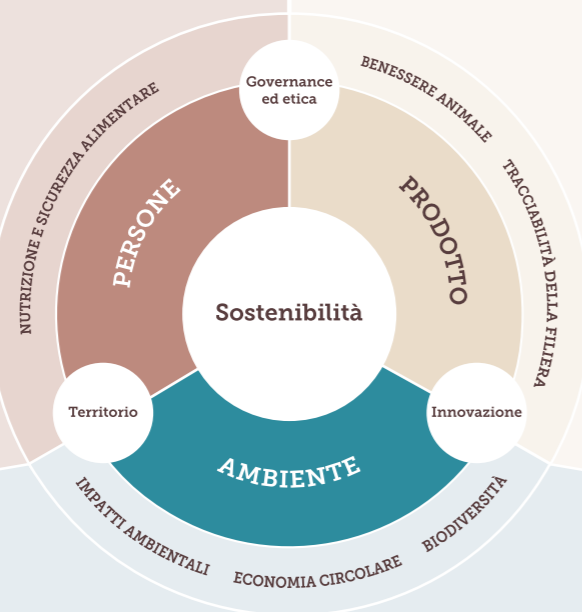 Governance
ed etica
BENESSERE ANIMALE
NUTRIZIONE E SICUREZZA ALIMENTARE
TRACCIABILITÀ DELLA FILIERA
PERSONE
PRODOTTO
Sostenibilità
Territorio
Innovazione
AMBIENTE
IMPATTI AMBIENTALI
ECONOMIA CIRCOLARE
BIODIVERSITÀ